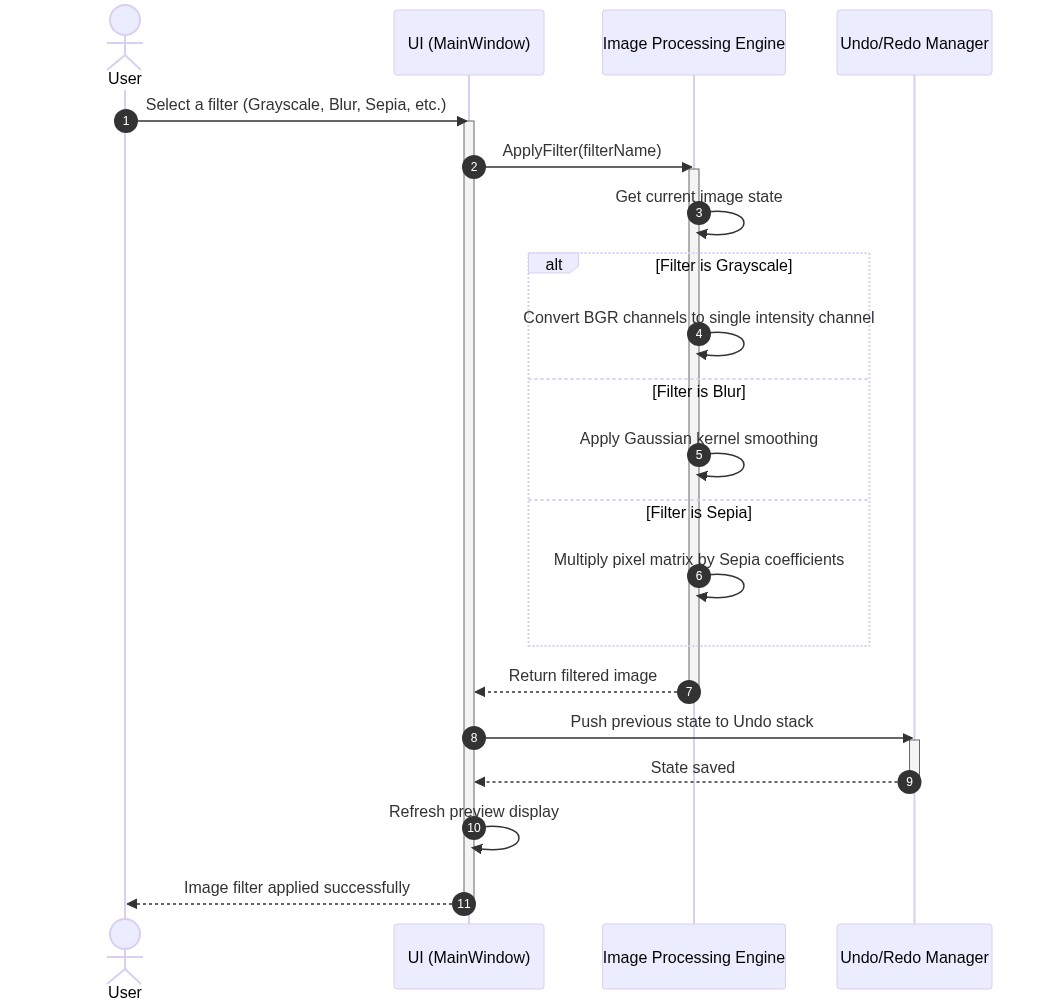 User
UI (MainWindow)
Image Processing Engine
Undo/Redo Manager
Select a filter (Grayscale, Blur, Sepia, etc.)
1
ApplyFilter(filterName)
2
Get current image state
3
alt
[Filter is Grayscale]
Convert BGR channels to single intensity channel
4
[Filter is Blur]
Apply Gaussian kernel smoothing
5
[Filter is Sepia]
Multiply pixel matrix by Sepia coefficients
6
Return filtered image
7
Push previous state to Undo stack
8
State saved
9
Refresh preview display
10
Image filter applied successfully
11
User
UI (MainWindow)
Image Processing Engine
Undo/Redo Manager